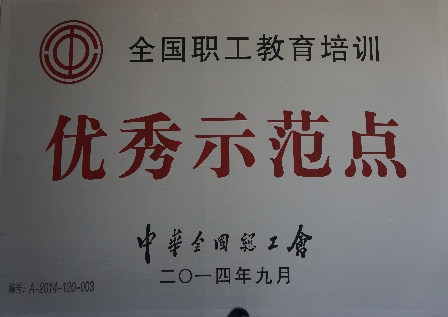 全国职工教育培训
优秀示范点
中华全国总工會
二〇一四年九月
编号: A-2014-120-003